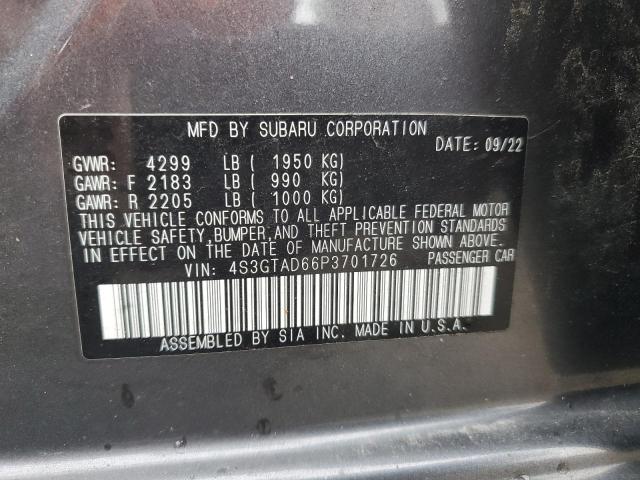 MFD BY SUBARU CORPORATION
DATE: 09/22
GVWR: 4299 LB ( 1950 KG)
GAWR: F 2183 LB ( 990 KG)
GAWR: R 2205 LB ( 1000 KG)
THIS VEHICLE CONFORMS TO ALL APPLICABLE FEDERAL MOTOR
VEHICLE SAFETY, BUMPER, AND THEFT PREVENTION STANDARDS
IN EFFECT ON THE DATE OF MANUFACTURE SHOWN ABOVE.
VIN: 4S3GTAD66P3701726 PASSENGER CAR
ASSEMBLED BY SIA INC. MADE IN U.S.A.